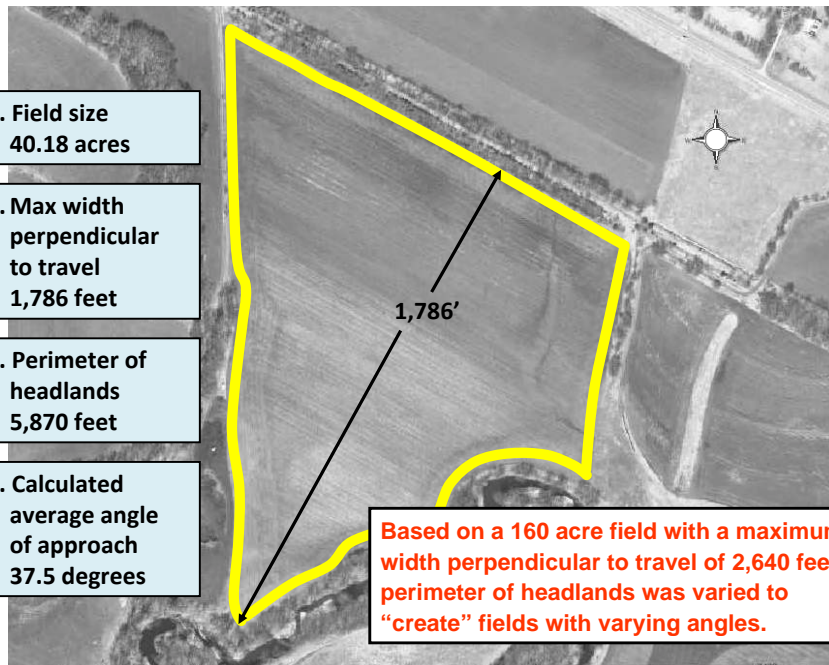 . Field size
40.18 acres
. Max width
perpendicular
to travel
1,786 feet
1,786’
. Perimeter of
headlands
5,870 feet
. Calculated
average angle
of approach
37.5 degrees
Based on a 160 acre field with a maximum
width perpendicular to travel of 2,640 fee
perimeter of headlands was varied to
“create” fields with varying angles.